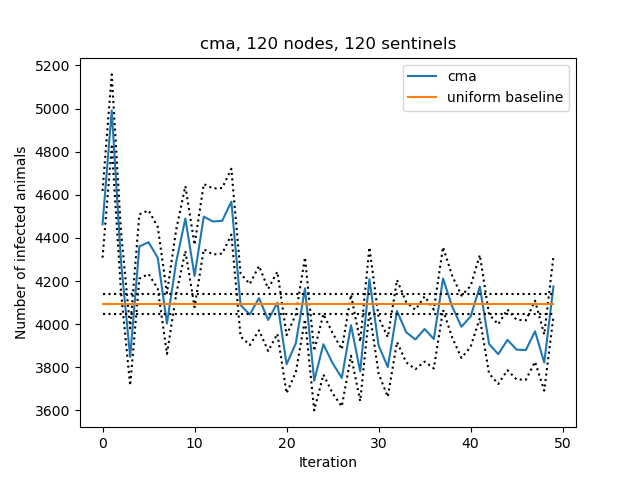 cma, 120 nodes, 120 sentinels
cma
uniform baseline
Number of infected animals
5200
5000
4800
4600
4400
4200
4000
3800
3600
0 10 20 30 40 50
Iteration